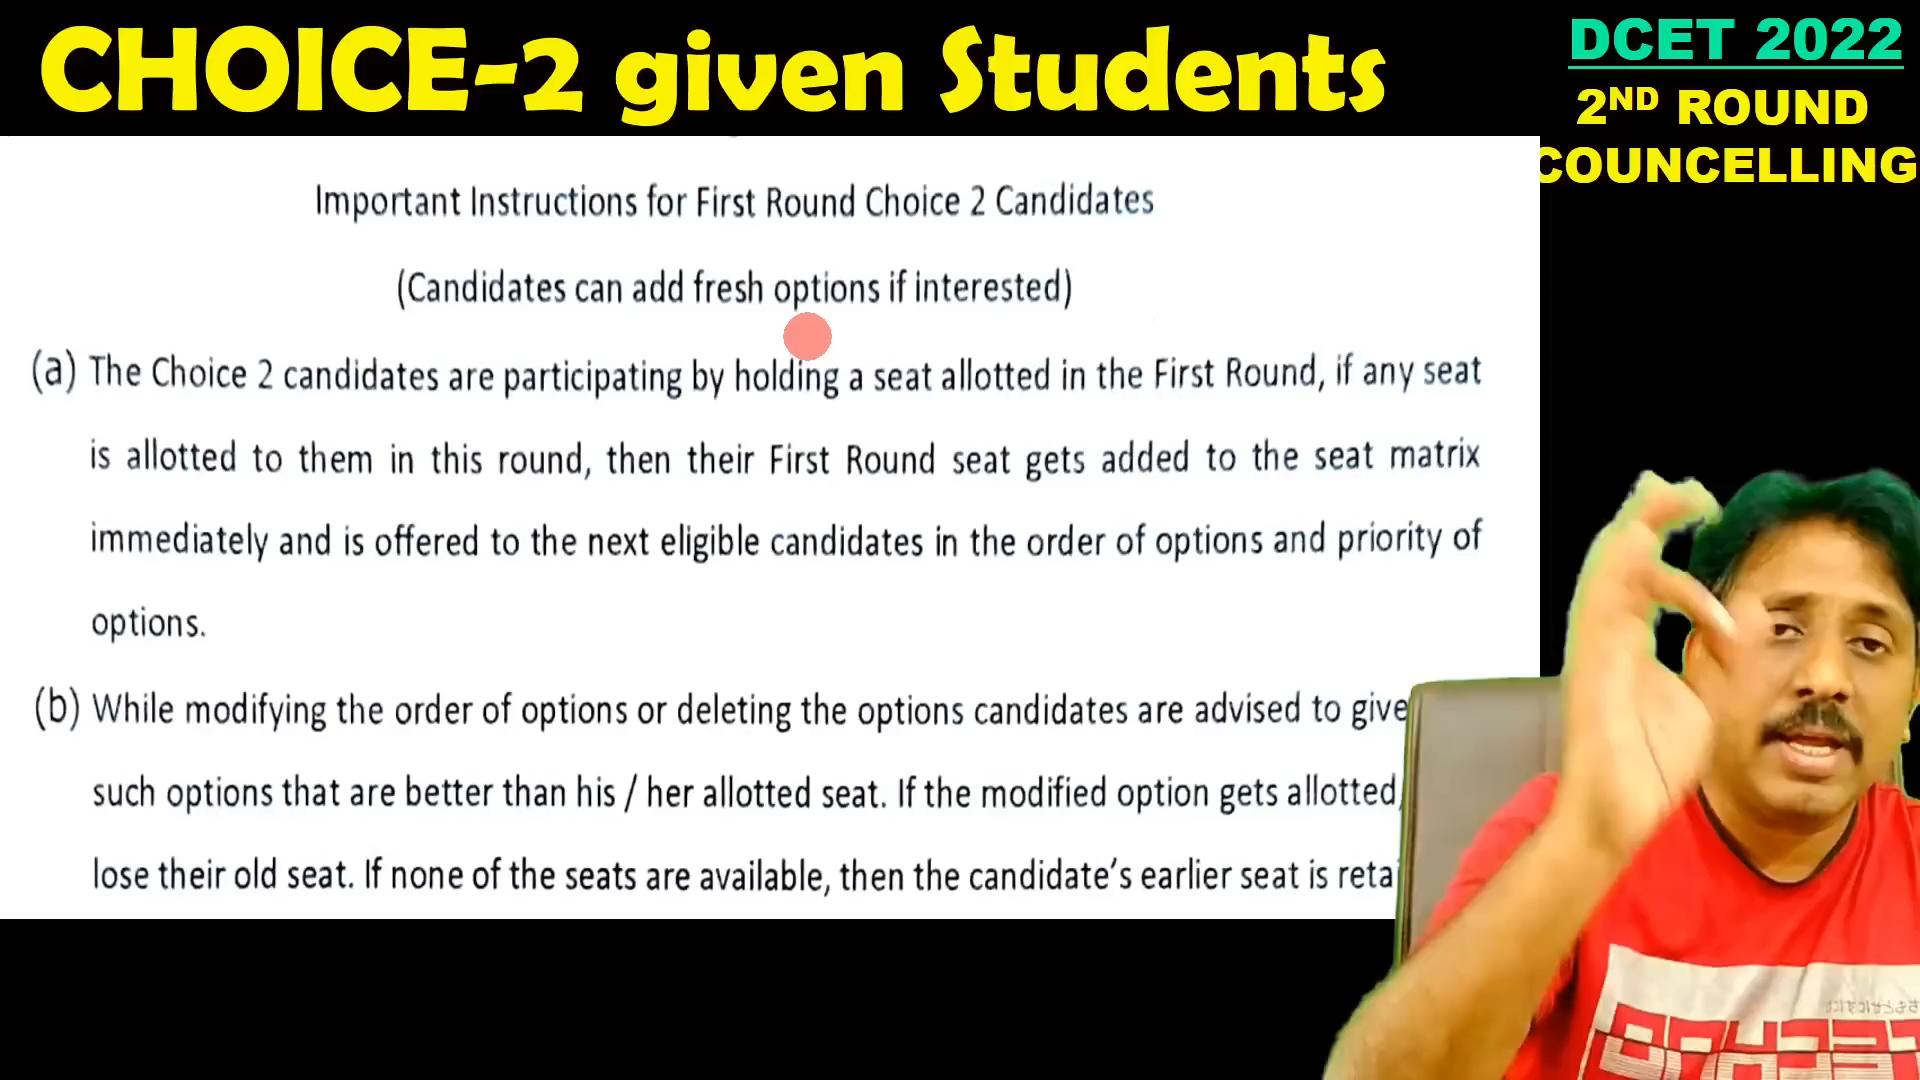 CHOICE-2 given Students
DCET 2022
2ND ROUND
COUNCELLING
Important Instructions for First Round Choice 2 Candidates
(Candidates can add fresh options if interested)
(a) The Choice 2 candidates are participating by holding a seat allotted in the First Round, if any seat
is allotted to them in this round, then their First Round seat gets added to the seat matrix
immediately and is offered to the next eligible candidates in the order of options and priority of
options.
(b) While modifying the order of options or deleting the options candidates are advised to give
such options that are better than his / her allotted seat. If the modified option gets allotted,
lose their old seat. If none of the seats are available, then the candidate’s earlier seat is